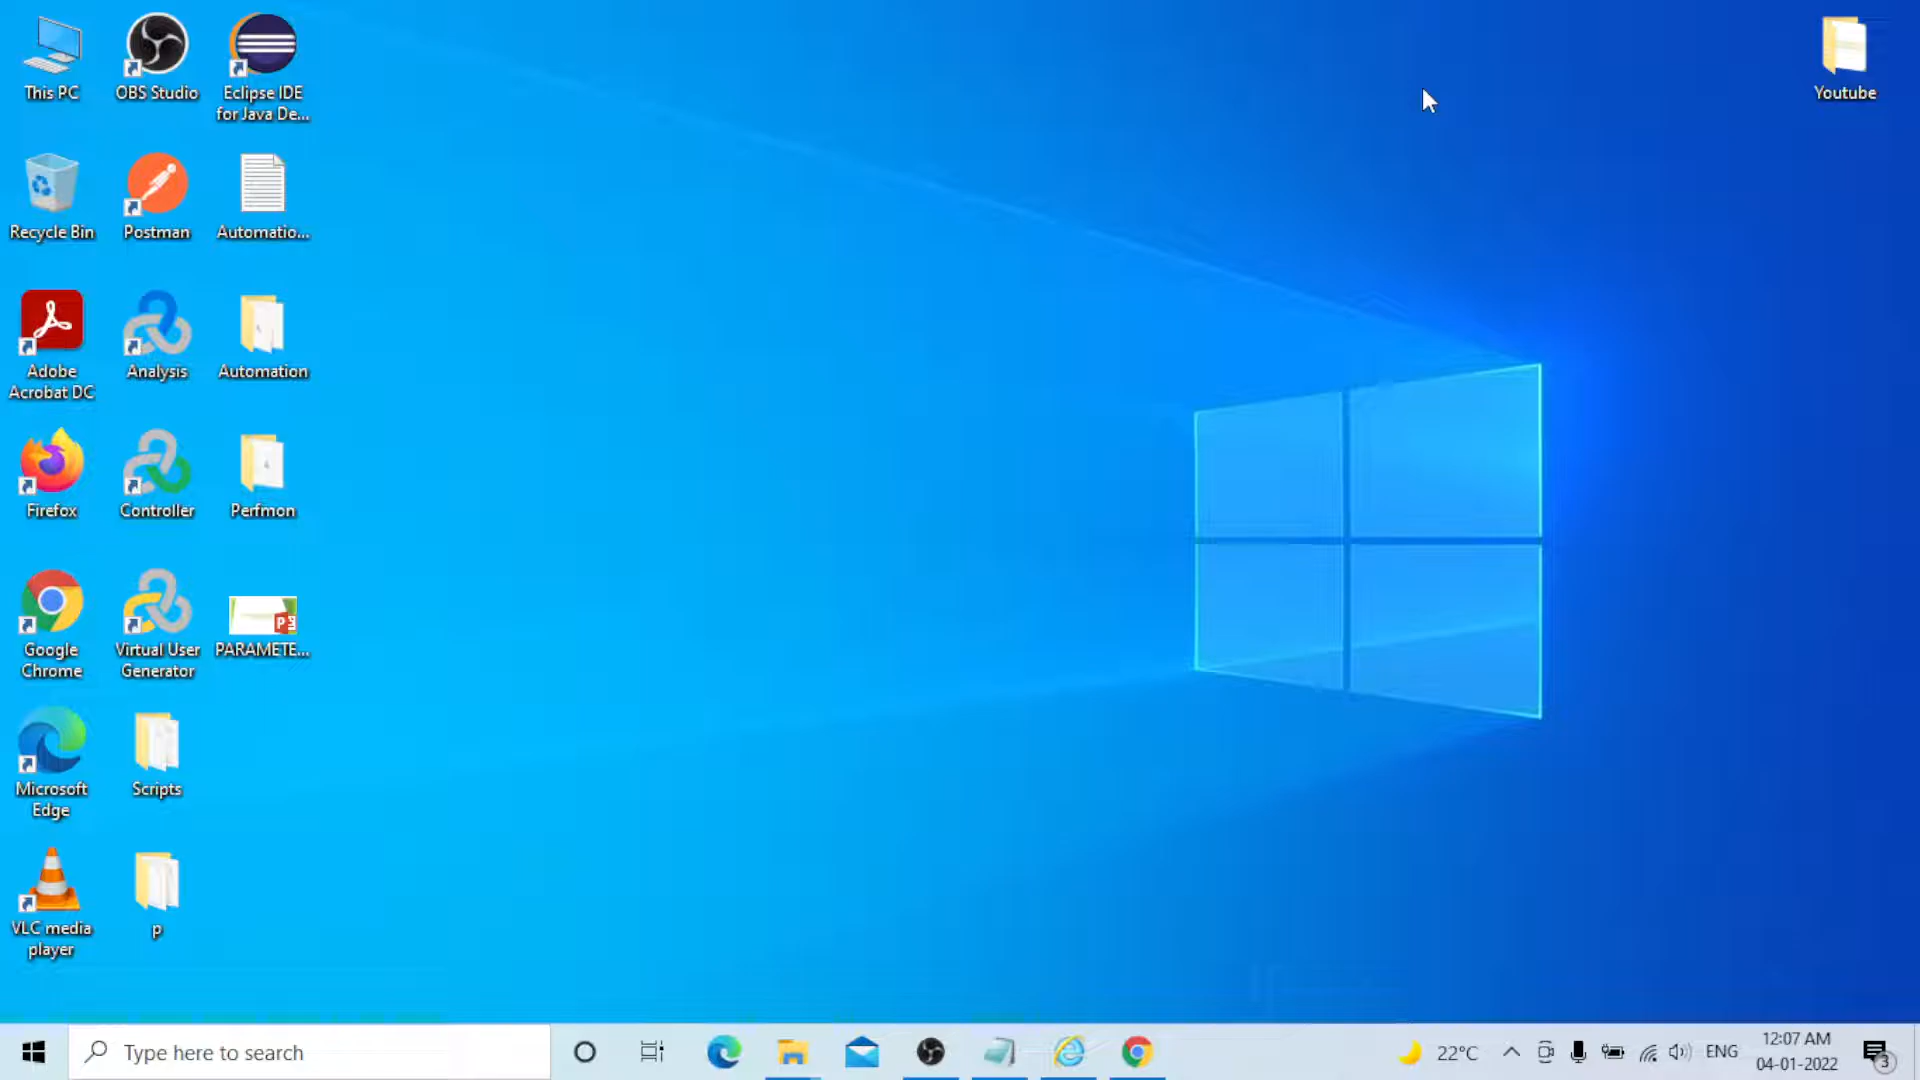 This PC
OBS Studio
Eclipse IDE
for Java De...
Youtube
Recycle Bin
Postman
Automatio...
Adobe
Acrobat DC
Analysis
Automation
Firefox
Controller
Perfmon
Google
Chrome
Virtual User
Generator
PARAMETE...
Microsoft
Edge
Scripts
VLC media
player
p
Type here to search
22°C
ENG
12:07 AM
04-01-2022
3